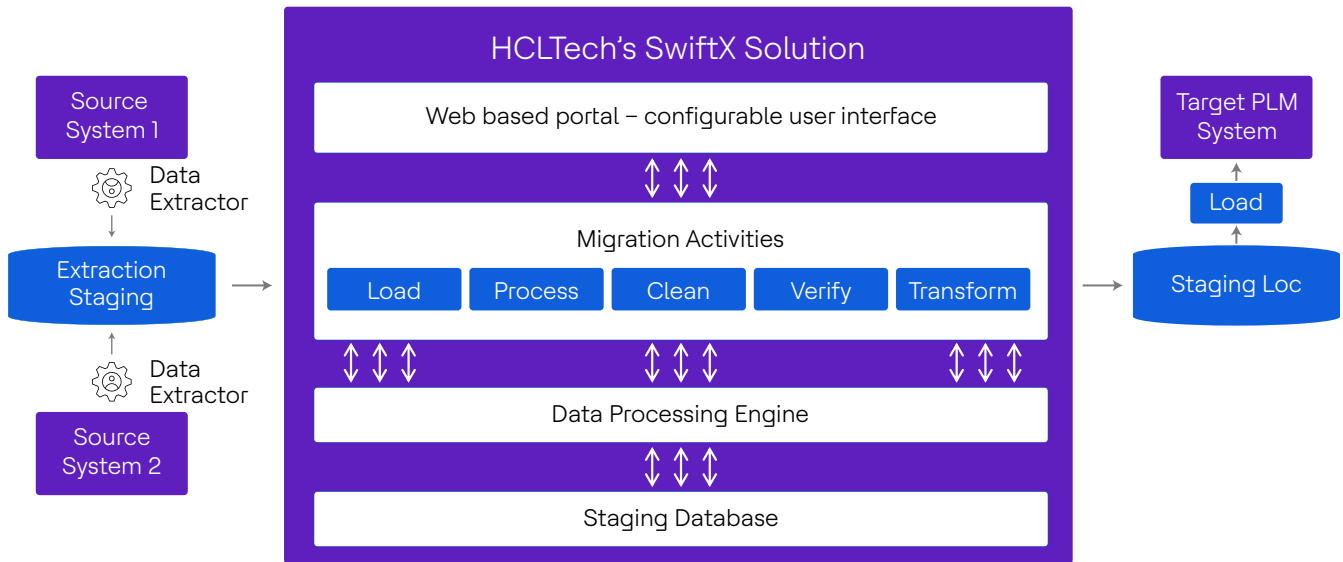 HCLTech’s SwiftX Solution
Source
System 1
Data
Extractor
Extraction
Staging
Data
Extractor
Source
System 2
Web based portal – configurable user interface
Migration Activities
Load
Process
Clean
Verify
Transform
Data Processing Engine
Staging Database
Target PLM
System
Load
Staging Loc